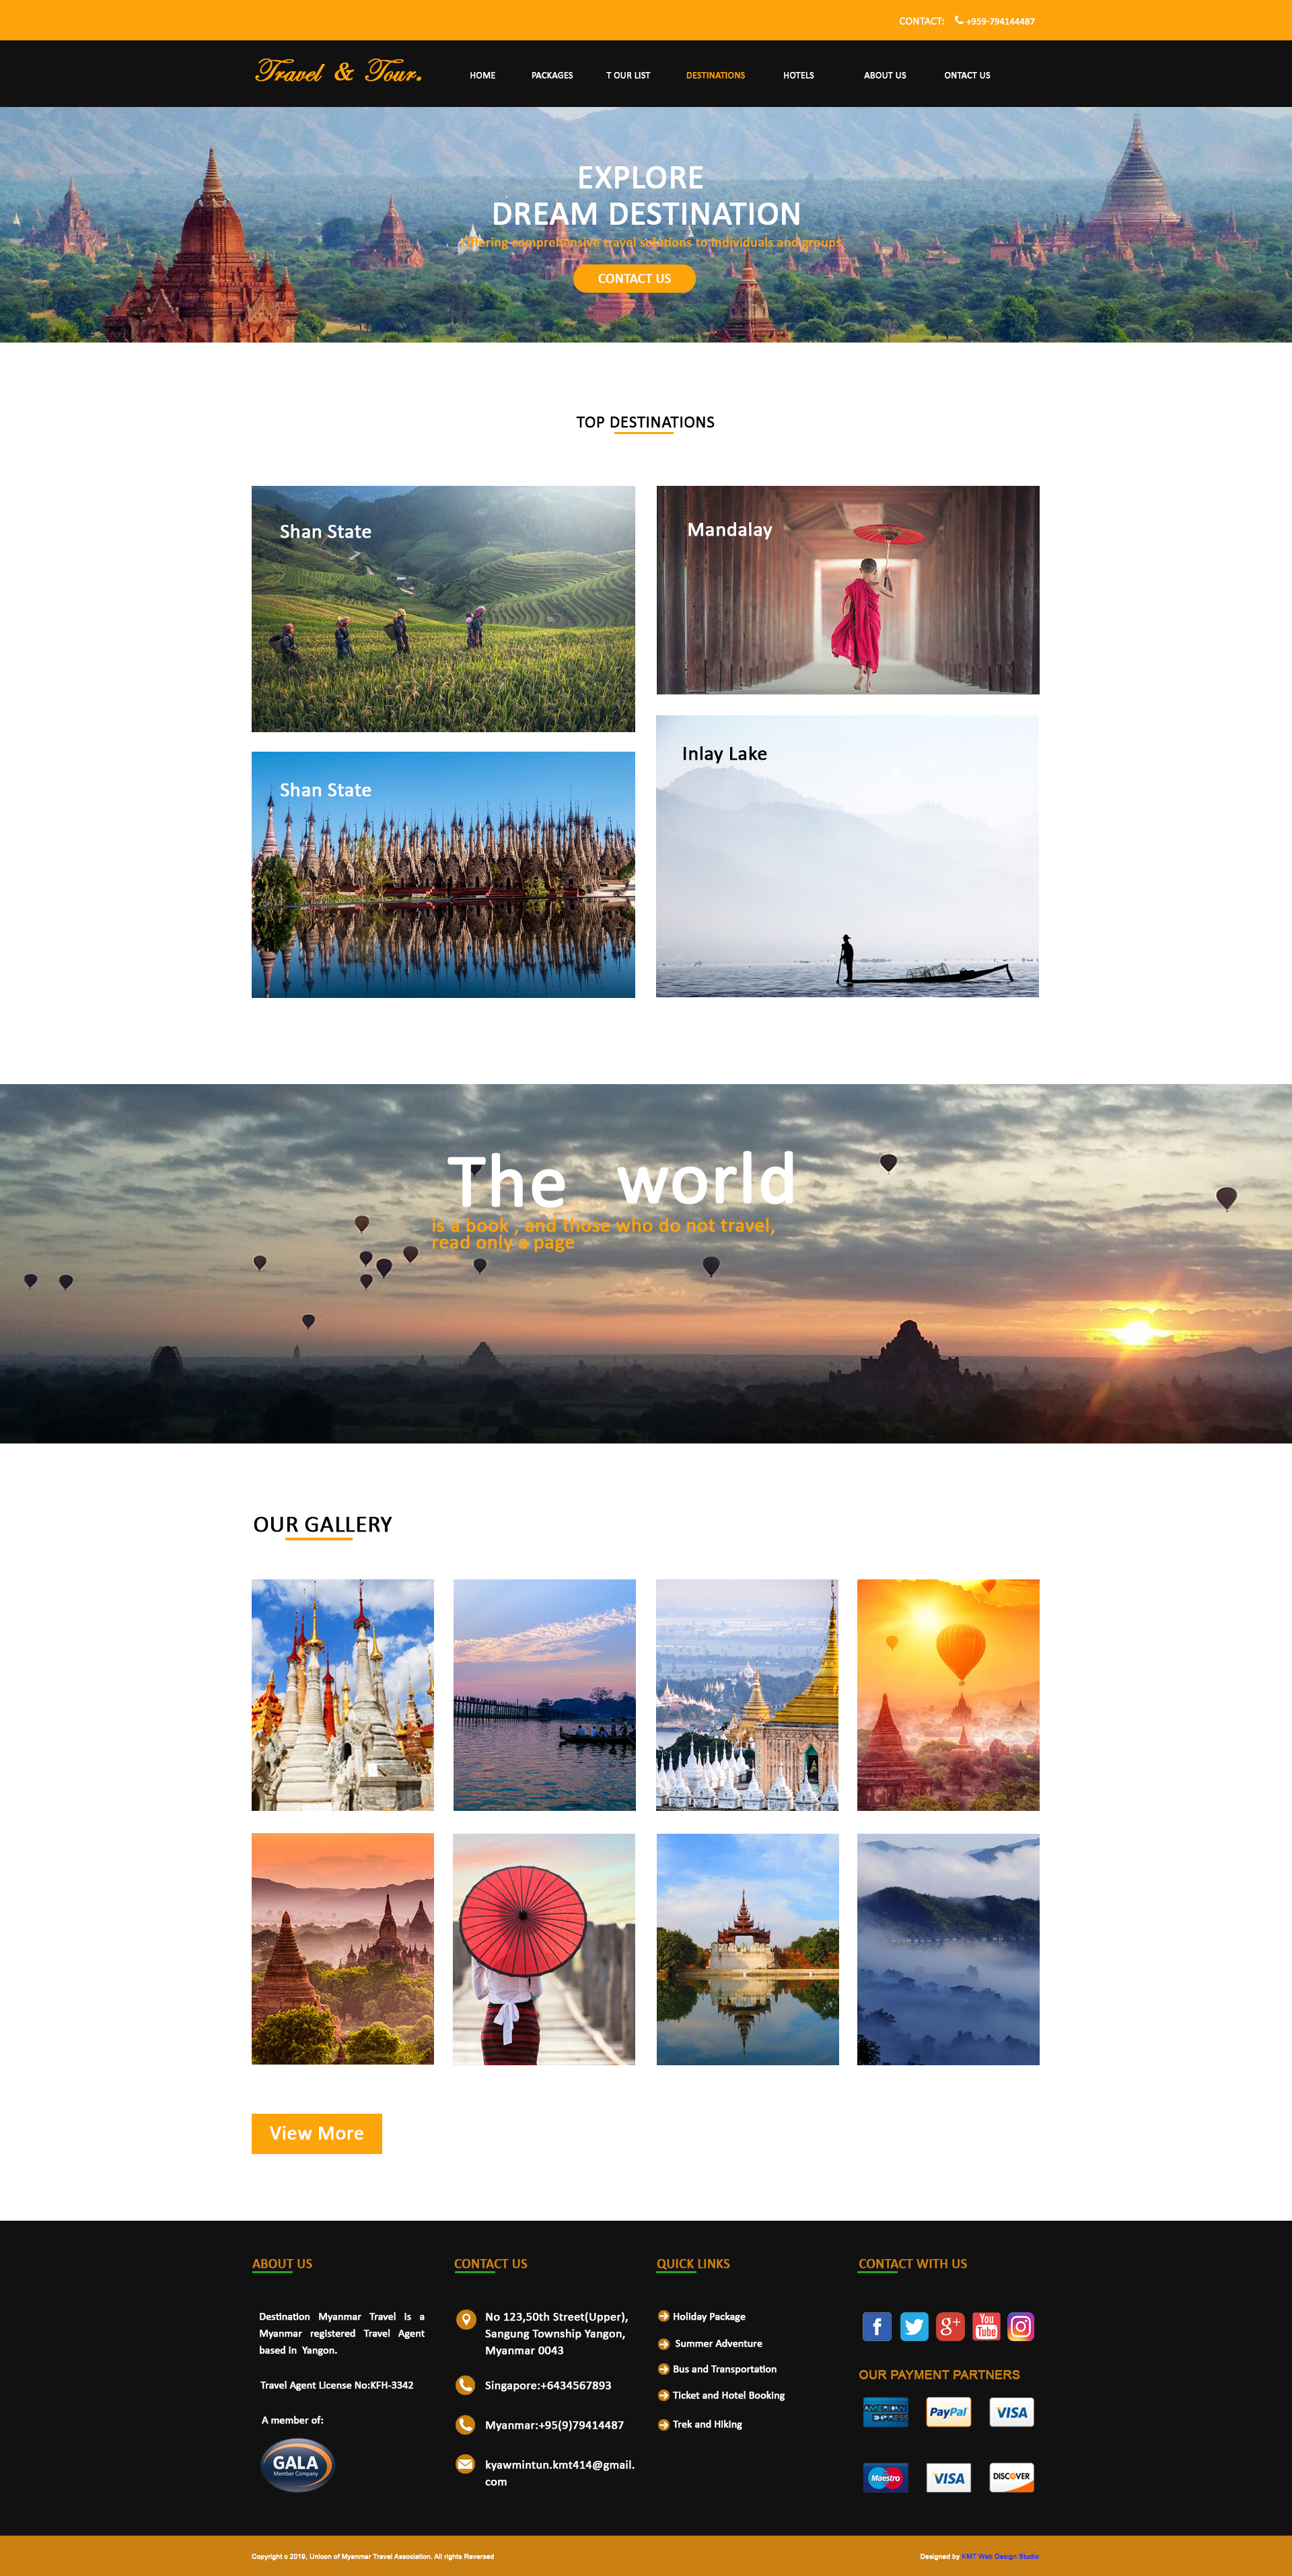 CONTACT: +959-794144487
Travel & Tour.
HOME PACKAGES T OUR LIST DESTINATIONS HOTELS ABOUT US ONTACT US
EXPLORE
DREAM DESTINATION
Offering comprehensive travel solutions to individuals and groups
CONTACT US
TOP DESTINATIONS
Shan State
Mandalay
Shan State
Inlay Lake
The world
is a book , and those who do not travel,
read only a page
OUR GALLERY
View More
ABOUT US
Destination Myanmar Travel is a
Myanmar registered Travel Agent
based in Yangon.
Travel Agent License No:KFH-3342
A member of:
GALA
Member Company
CONTACT US
No 123,50th Street(Upper),
Sangung Township Yangon,
Myanmar 0043
Singapore:+6434567893
Myanmar:+95(9)79414487
kyawmintun.kmt414@gmail.
com
QUICK LINKS
Holiday Package
Summer Adventure
Bus and Transportation
Ticket and Hotel Booking
Trek and Hiking
CONTACT WITH US
f g+ You Tube
OUR PAYMENT PARTNERS
AMERICAN EXPRESS PayPal VISA
Maestro VISA DISCOVER
Copyright c 2019, Unicon of Myanmar Travel Association. All rights Reversed
Designed by KMT Web Design Studio